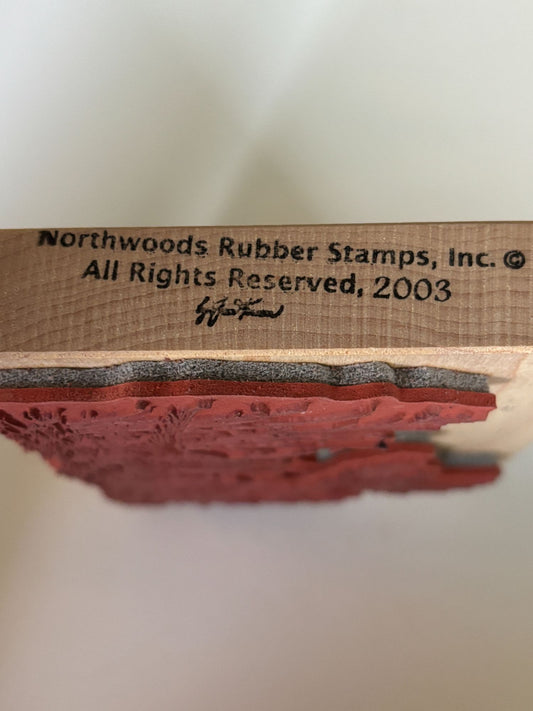 Northwoods Rubber Stamps, Inc. ©
All Rights Reserved, 2003